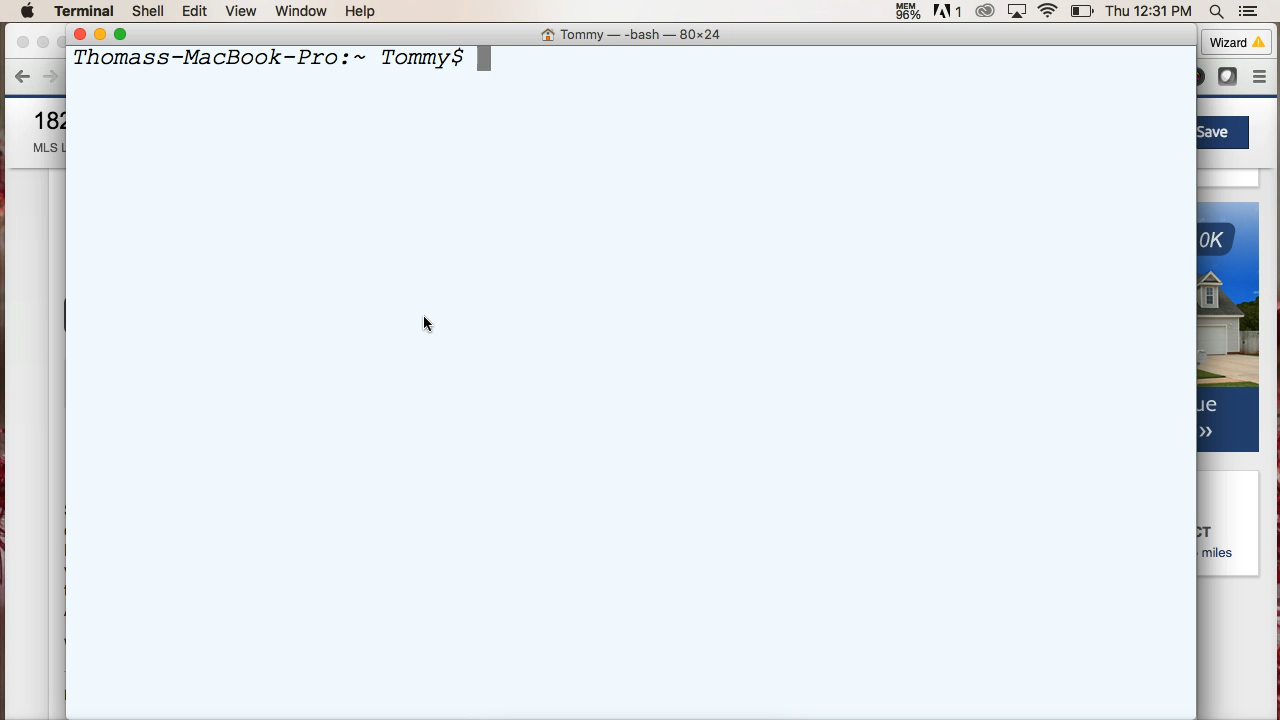 Terminal Shell Edit View Window Help MEM 96% 1 Thu 12:31 PM
Tommy — -bash — 80×24
Thomass-MacBook-Pro:~ Tommy$
Wizard
182
MLS L
Save
0K
ue
»
CT
miles